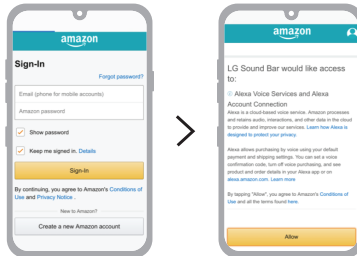 amazon
Sign-In
Forgot password?
Email (phone for mobile accounts)
Amazon password
Show password
Keep me signed in. Details
Sign-In
By continuing, you agree to Amazon's Conditions of
Use and Privacy Notice .
New to Amazon?
Create a new Amazon account
amazon
LG Sound Bar would like access
to:
Alexa Voice Services and Alexa
Account Connection
Alexa is a cloud-based voice service. Amazon processes
and retains audio, interactions, and other data in the cloud
to provide and improve our services. Learn how Alexa is
designed to protect your privacy.
Alexa allows purchasing by voice using your default
payment and shipping settings. You can set a voice
confirmation code, turn off voice purchasing, and see
product and order details in your Alexa app or on
alexa.amazon.com. Learn more
By tapping "Allow", you agree to Amazon's Conditions of
Use and all the terms found here.
Allow